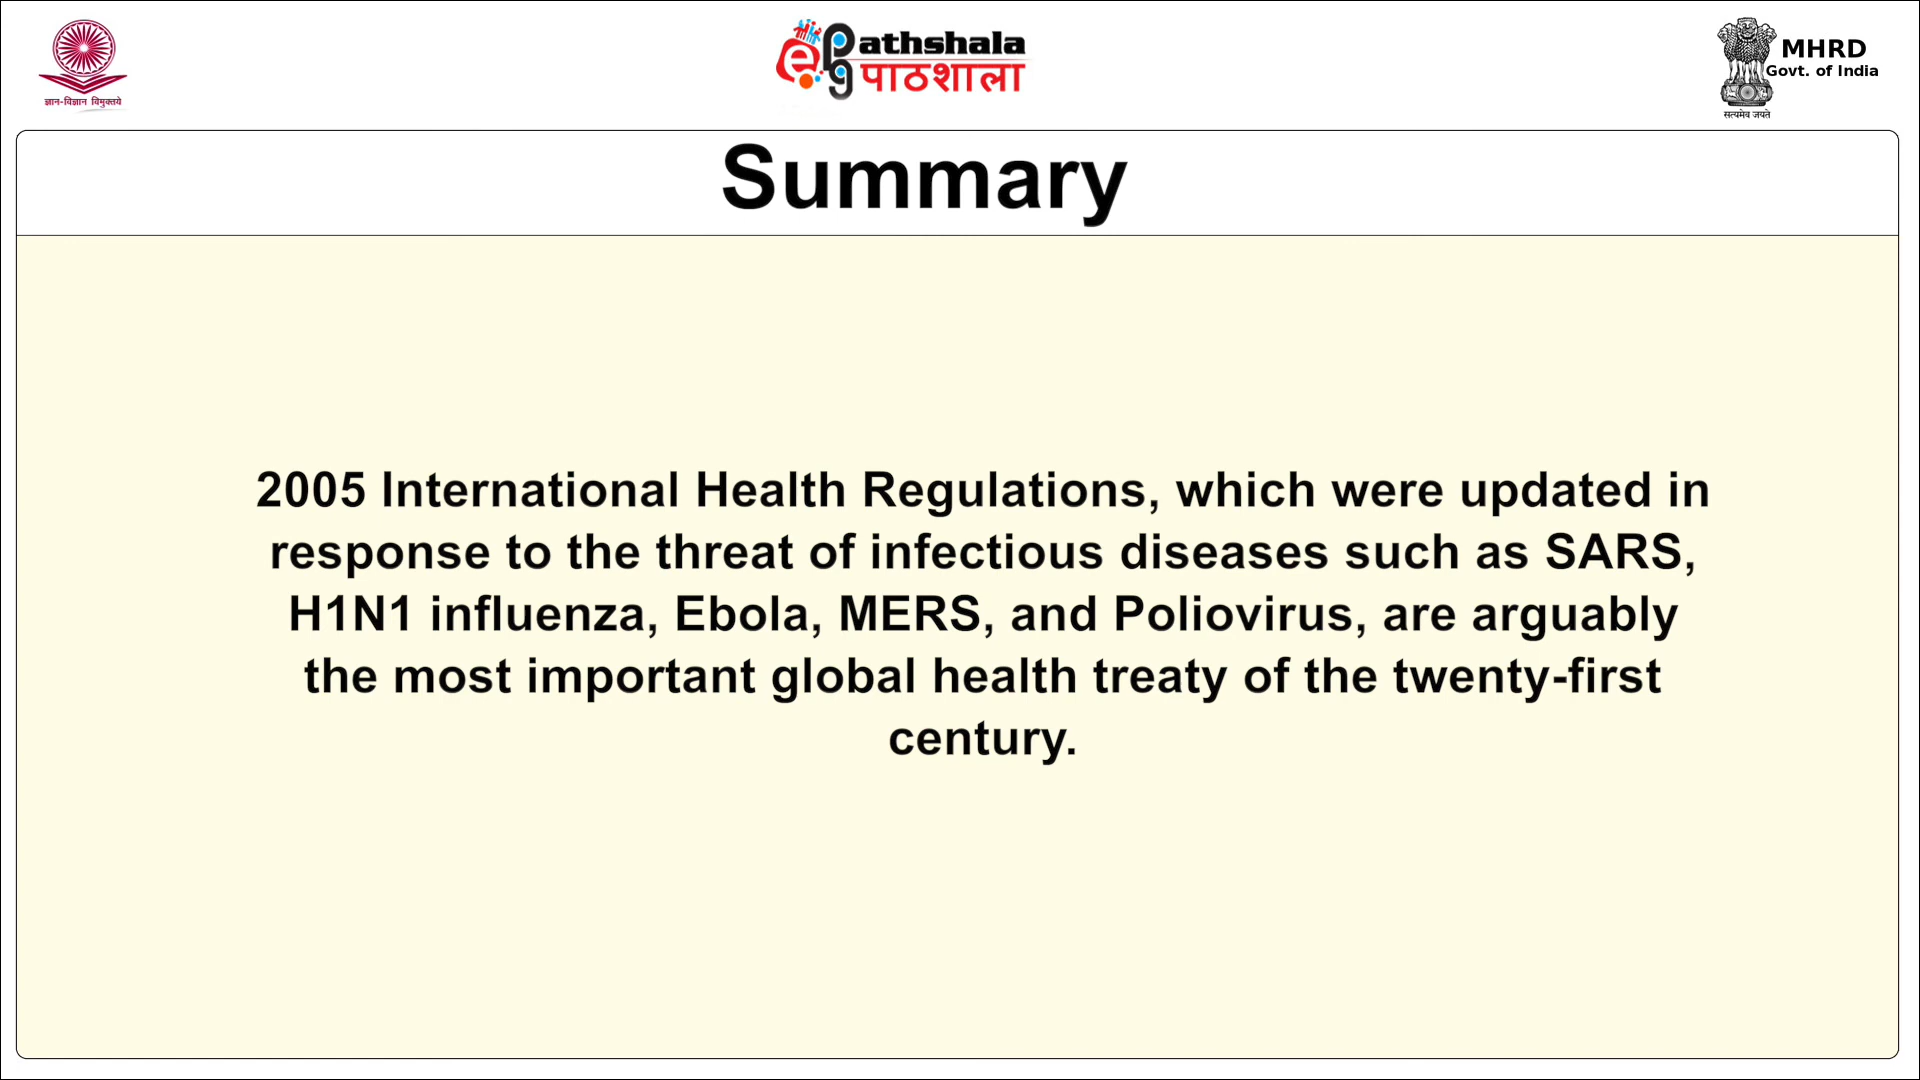 ज्ञान-विज्ञान विमुक्तये
ePG Pathshala
पाठशाला
MHRD
Govt. of India
सत्यमेव जयते
Summary
2005 International Health Regulations, which were updated in
response to the threat of infectious diseases such as SARS,
H1N1 influenza, Ebola, MERS, and Poliovirus, are arguably
the most important global health treaty of the twenty-first
century.